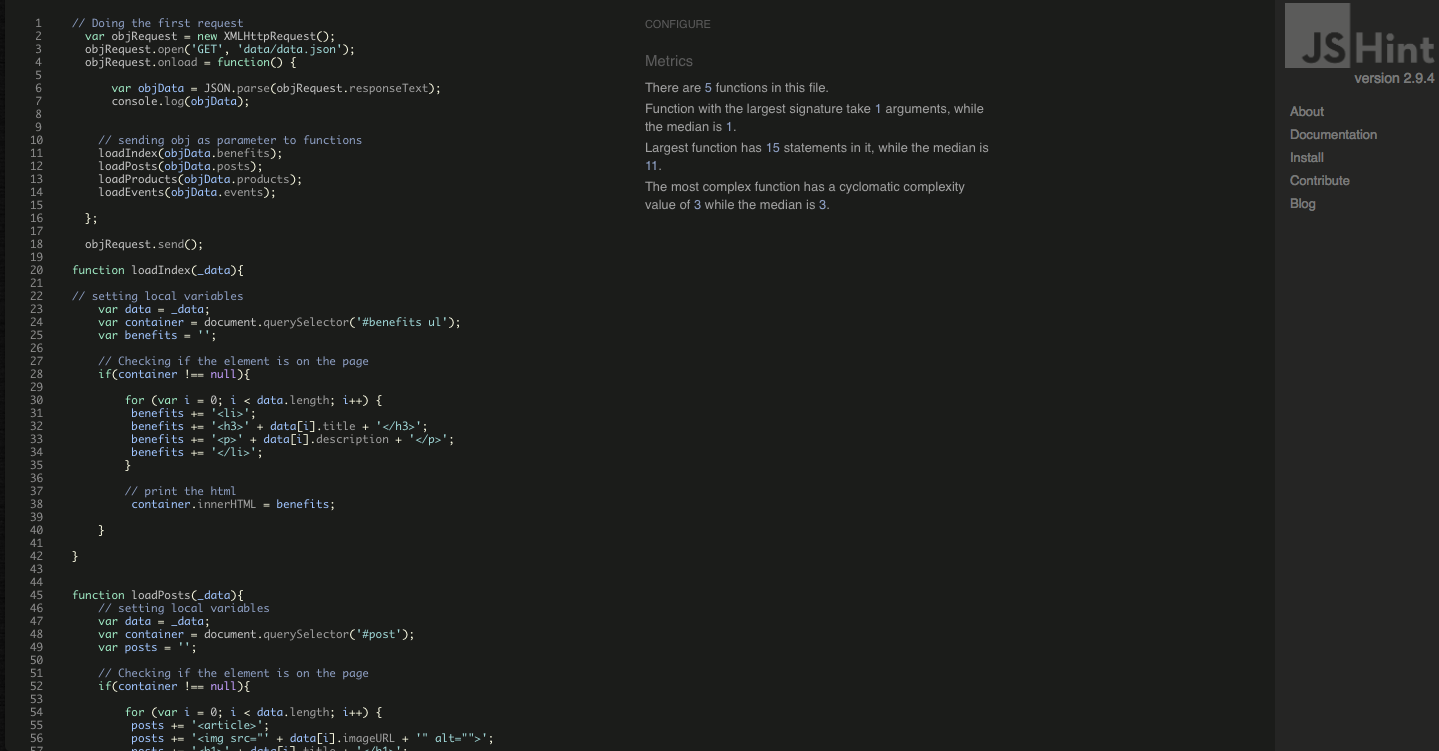 1 // Doing the first request
2 var objRequest = new XMLHttpRequest();
3 objRequest.open('GET', 'data/data.json');
4 objRequest.onload = function() {
5
6 var objData = JSON.parse(objRequest.responseText);
7 console.log(objData);
8
9
10 // sending obj as parameter to functions
11 loadIndex(objData.benefits);
12 loadPosts(objData.posts);
13 loadProducts(objData.products);
14 loadEvents(objData.events);
15
16 };
17
18 objRequest.send();
19
20 function loadIndex(_data){
21
22 // setting local variables
23 var data = _data;
24 var container = document.querySelector('#benefits ul');
25 var benefits = '';
26
27 // Checking if the element is on the page
28 if(container !== null){
29
30 for (var i = 0; i < data.length; i++) {
31 benefits += '<li>';
32 benefits += '<h3>' + data[i].title + '</h3>';
33 benefits += '<p>' + data[i].description + '</p>';
34 benefits += '</li>';
35 }
36
37 // print the html
38 container.innerHTML = benefits;
39
40 }
41
42 }
43
44
45 function loadPosts(_data){
46 // setting local variables
47 var data = _data;
48 var container = document.querySelector('#post');
49 var posts = '';
50
51 // Checking if the element is on the page
52 if(container !== null){
53
54 for (var i = 0; i < data.length; i++) {
55 posts += '<article>';
56 posts += '<img src="' + data[i].imageURL + '" alt="">';
57 posts += '<h1>' + data[i].title + '</h1>';
CONFIGURE
Metrics
There are 5 functions in this file.
Function with the largest signature take 1 arguments, while
the median is 1.
Largest function has 15 statements in it, while the median is
11.
The most complex function has a cyclomatic complexity
value of 3 while the median is 3.
JSHint
version 2.9.4
About
Documentation
Install
Contribute
Blog